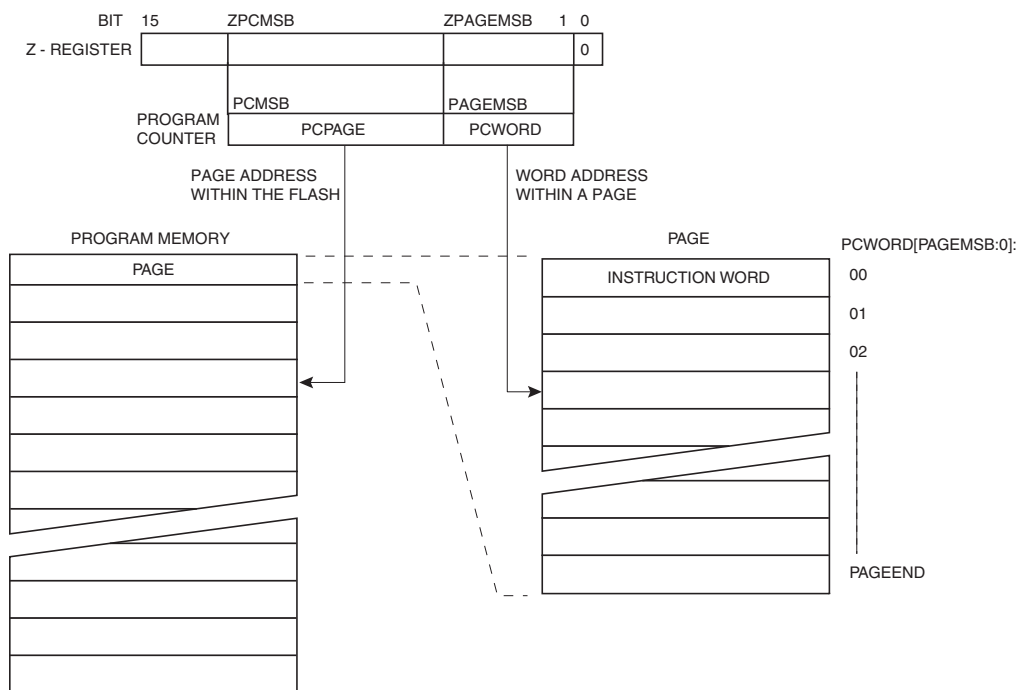 BIT 15 ZPCMSB ZPAGEMSB 1 0
Z - REGISTER 0
PCMSB PAGEMSB
PROGRAM
COUNTER
PCPAGE PCWORD
PAGE ADDRESS
WITHIN THE FLASH
WORD ADDRESS
WITHIN A PAGE
PROGRAM MEMORY
PAGE
PAGE
PCWORD[PAGEMSB:0]:
INSTRUCTION WORD 00
01
02
PAGEEND